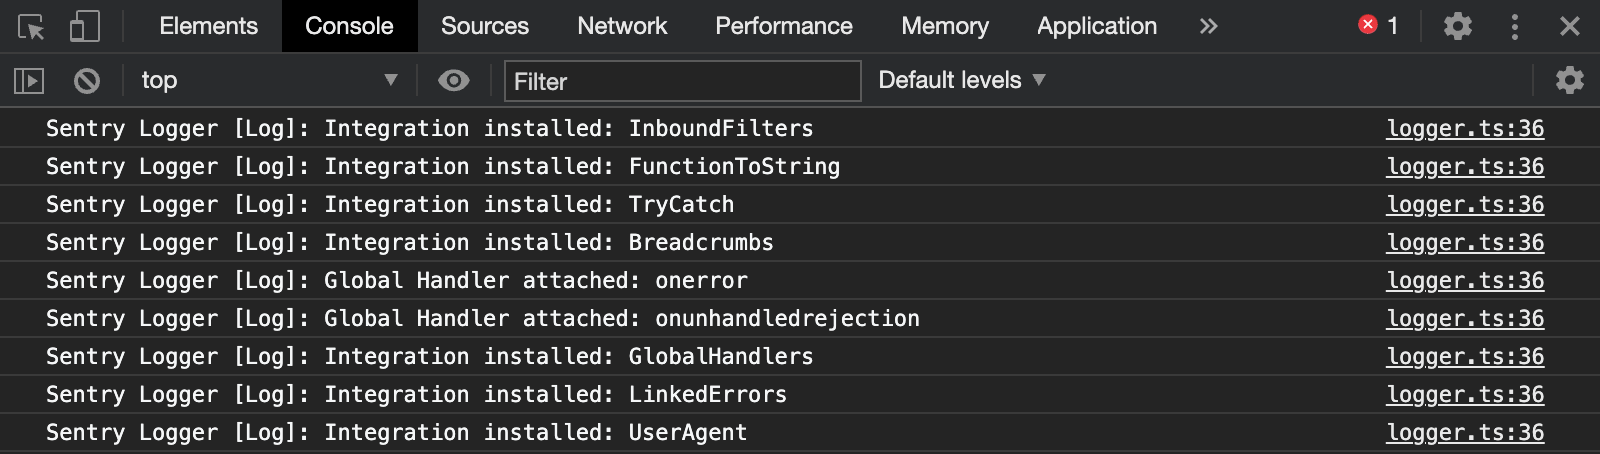 Elements Console Sources Network Performance Memory Application » 1
top Filter Default levels
Sentry Logger [Log]: Integration installed: InboundFilters logger.ts:36
Sentry Logger [Log]: Integration installed: FunctionToString logger.ts:36
Sentry Logger [Log]: Integration installed: TryCatch logger.ts:36
Sentry Logger [Log]: Integration installed: Breadcrumbs logger.ts:36
Sentry Logger [Log]: Global Handler attached: onerror logger.ts:36
Sentry Logger [Log]: Global Handler attached: onunhandledrejection logger.ts:36
Sentry Logger [Log]: Integration installed: GlobalHandlers logger.ts:36
Sentry Logger [Log]: Integration installed: LinkedErrors logger.ts:36
Sentry Logger [Log]: Integration installed: UserAgent logger.ts:36